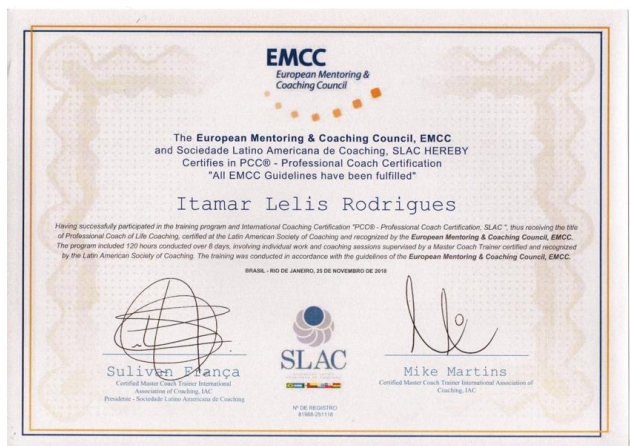 EMCC
European Mentoring &
Coaching Council
The European Mentoring & Coaching Council, EMCC
and Sociedade Latino Americana de Coaching, SLAC HEREBY
Certifies in PCC® - Professional Coach Certification
"All EMCC Guidelines have been fulfilled"
Itamar Lelis Rodrigues
Having successfully participated in the training program and International Coaching Certification "PCC® - Professional Coach Certification, SLAC ", thus receiving the title
of Professional Coach of Life Coaching, certified at the Latin American Society of Coaching and recognized by the European Mentoring & Coaching Council, EMCC.
The program included 120 hours conducted over 8 days, involving individual work and coaching sessions supervised by a Master Coach Trainer certified and recognized
by the Latin American Society of Coaching. The training was conducted in accordance with the guidelines of the European Mentoring & Coaching Council, EMCC.
BRASIL - RIO DE JANEIRO, 25 DE NOVEMBRO DE 2018
SLAC
Sulivan França
Certified Master Coach Trainer International
Association of Coaching, IAC
Presidente - Sociedade Latino Americana de Coaching
Mike Martins
Certified Master Coach Trainer International Association of
Coaching, IAC
Nº DE REGISTRO